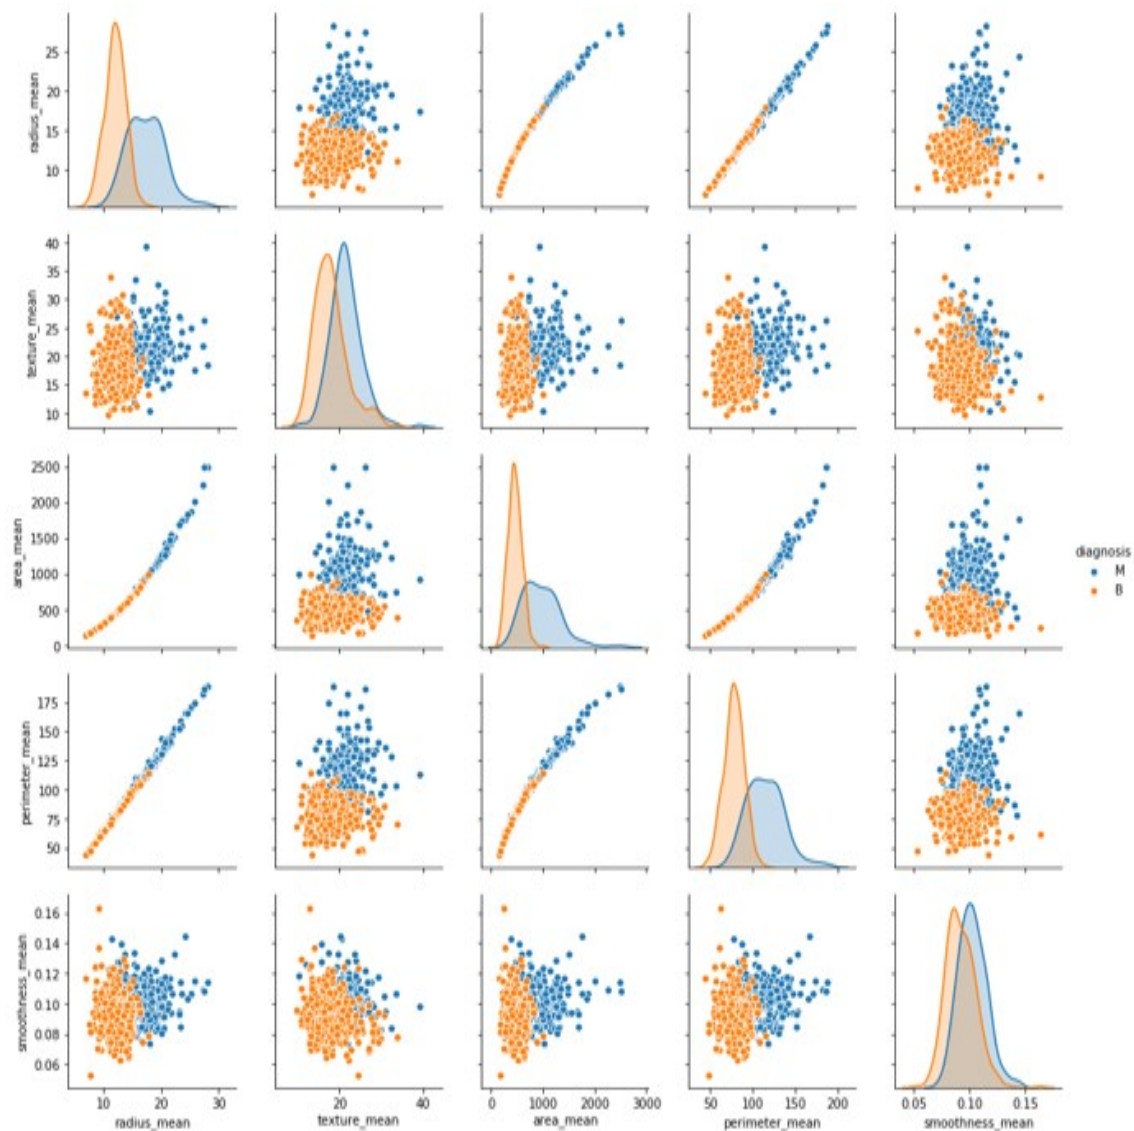 25
20
15
10
radius_mean
40
35
30
25
20
15
10
texture_mean
2500
2000
1500
1000
500
0
area_mean
diagnosis
M
B
175
150
125
100
75
50
perimeter_mean
0.16
0.14
0.12
0.10
0.08
0.06
smoothness_mean
10 20 30
radius_mean
20 40
texture_mean
0 1000 2000 3000
area_mean
50 100 150 200
perimeter_mean
0.05 0.10 0.15
smoothness_mean